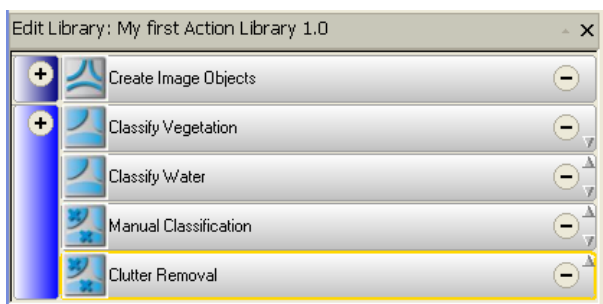 Edit Library: My first Action Library 1.0
Create Image Objects
Classify Vegetation
Classify Water
Manual Classification
Clutter Removal